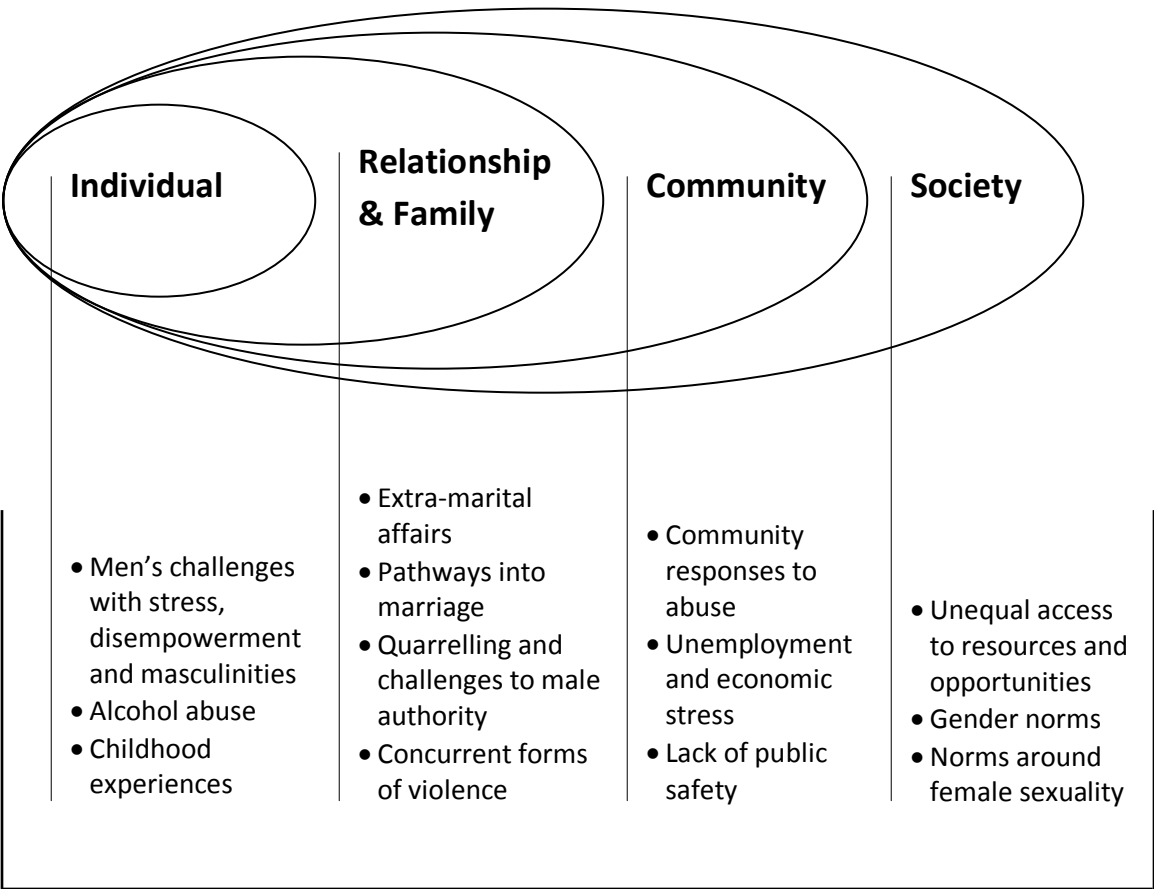 Individual
Relationship
& Family
Community
Society
• Men’s challenges
with stress,
disempowerment
and masculinities
• Alcohol abuse
• Childhood
experiences
• Extra-marital
affairs
• Pathways into
marriage
• Quarrelling and
challenges to male
authority
• Concurrent forms
of violence
• Community
responses to
abuse
• Unemployment
and economic
stress
• Lack of public
safety
• Unequal access
to resources and
opportunities
• Gender norms
• Norms around
female sexuality